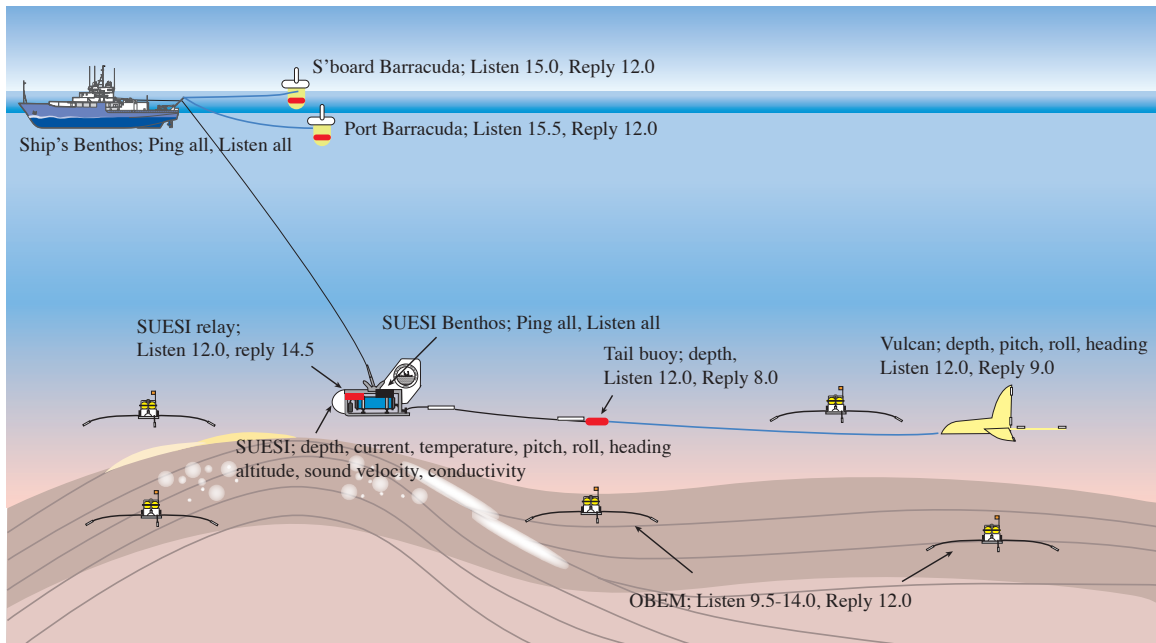 S’board Barracuda; Listen 15.0, Reply 12.0
Port Barracuda; Listen 15.5, Reply 12.0
Ship’s Benthos; Ping all, Listen all
SUESI relay;
Listen 12.0, reply 14.5
SUESI Benthos; Ping all, Listen all
Tail buoy; depth,
Listen 12.0, Reply 8.0
Vulcan; depth, pitch, roll, heading
Listen 12.0, Reply 9.0
SUESI; depth, current, temperature, pitch, roll, heading
altitude, sound velocity, conductivity
OBEM; Listen 9.5-14.0, Reply 12.0